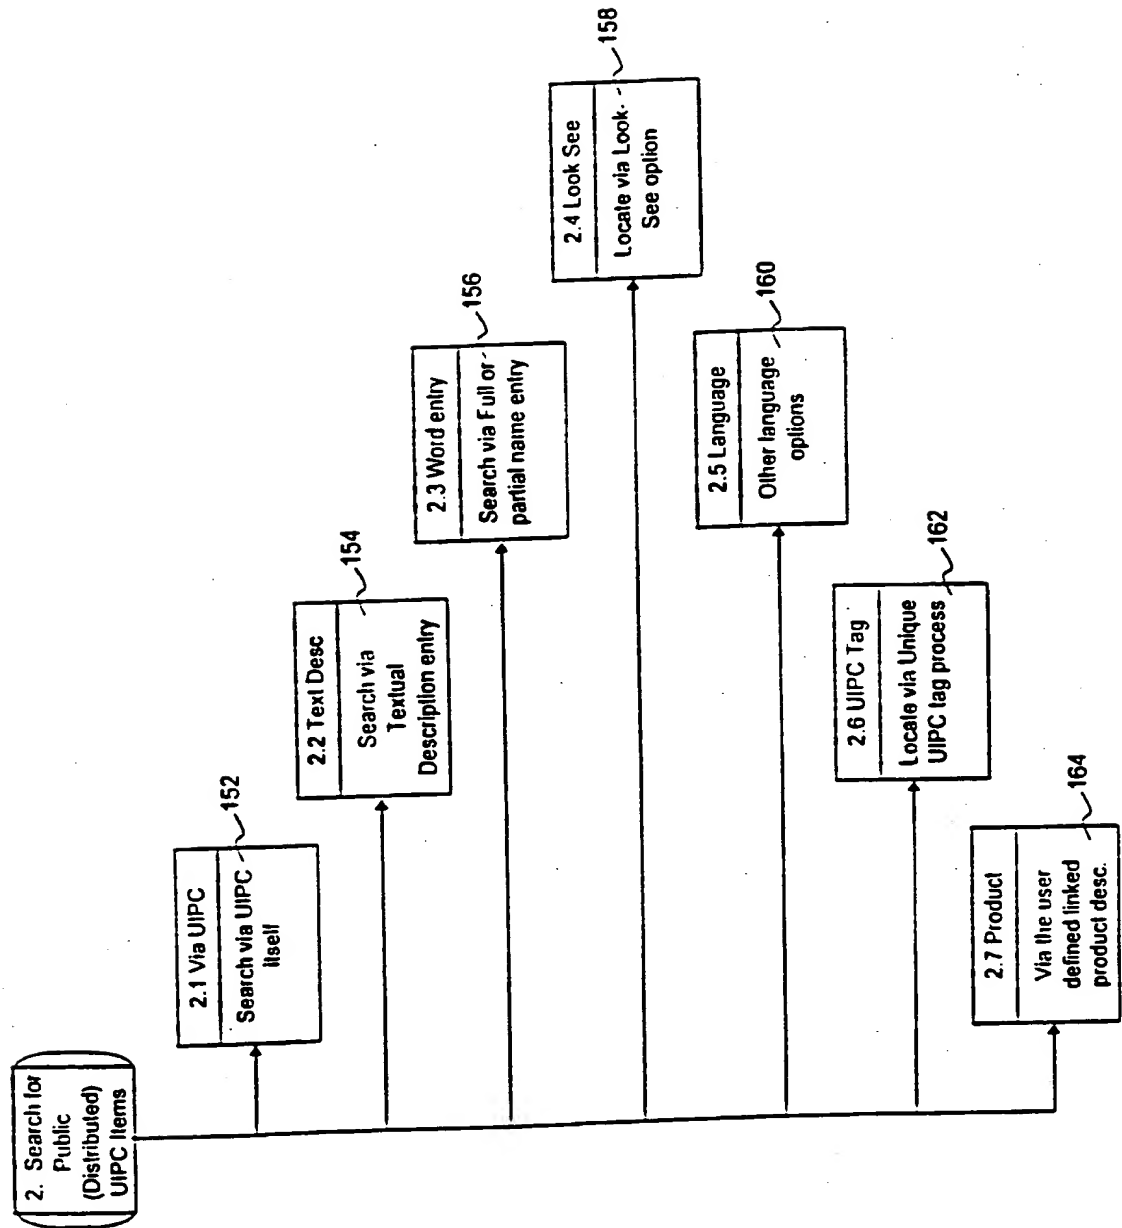 2. Search for
Public
(Distributed)
UIPC Items
2.1 Via UIPC
Search via UIPC
itself
152
2.2 Text Desc
Search via
Textual
Description entry
154
2.3 Word entry
Search via Full or
partial name entry
156
2.4 Look See
Locate via Look-
See option
158
2.5 Language
Other language
options
160
2.6 UIPC Tag
Locate via Unique
UIPC tag process
162
2.7 Product
Via the user
defined linked
product desc.
164